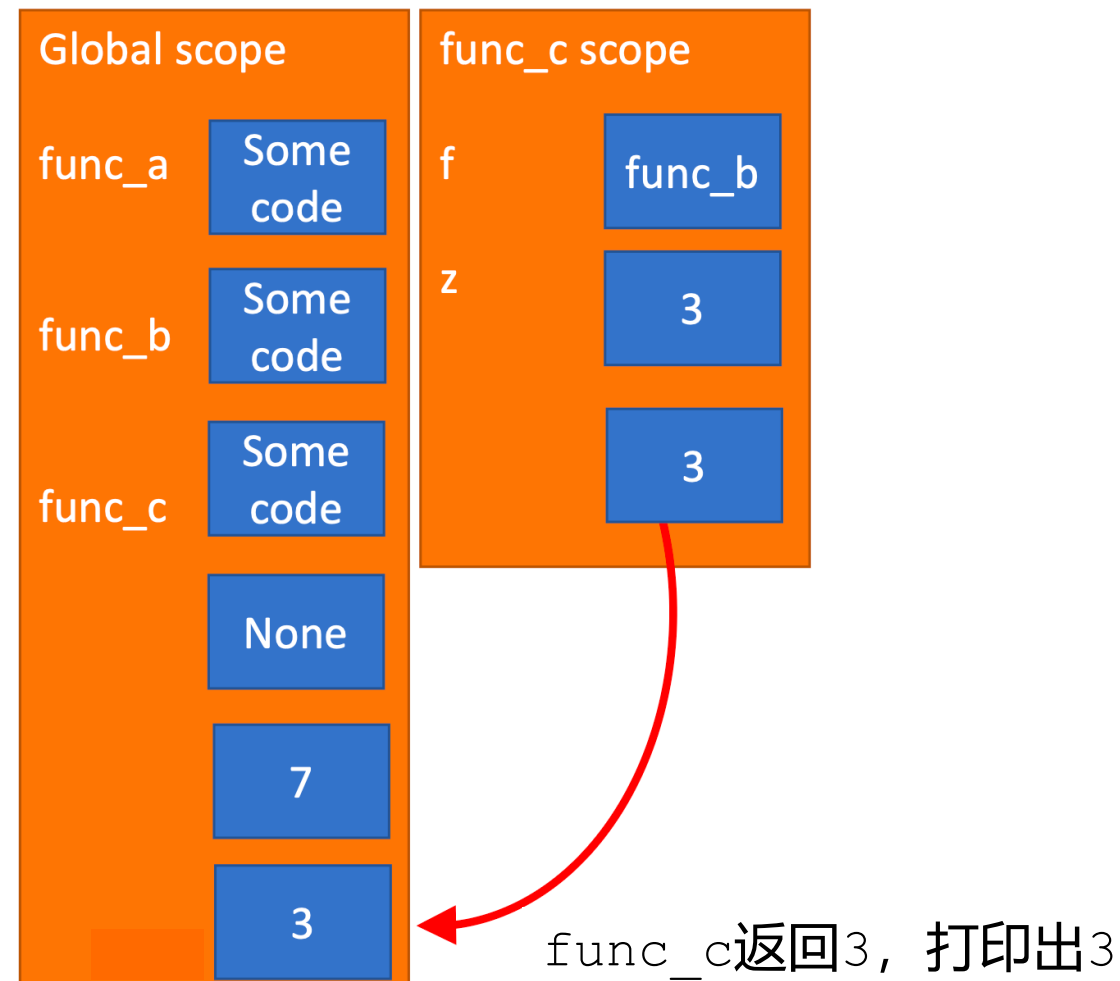 Global scope
func_a
Some
code
func_b
Some
code
func_c
Some
code
None
7
3
func_c scope
f
func_b
z
3
3
func_c返回3，打印出3